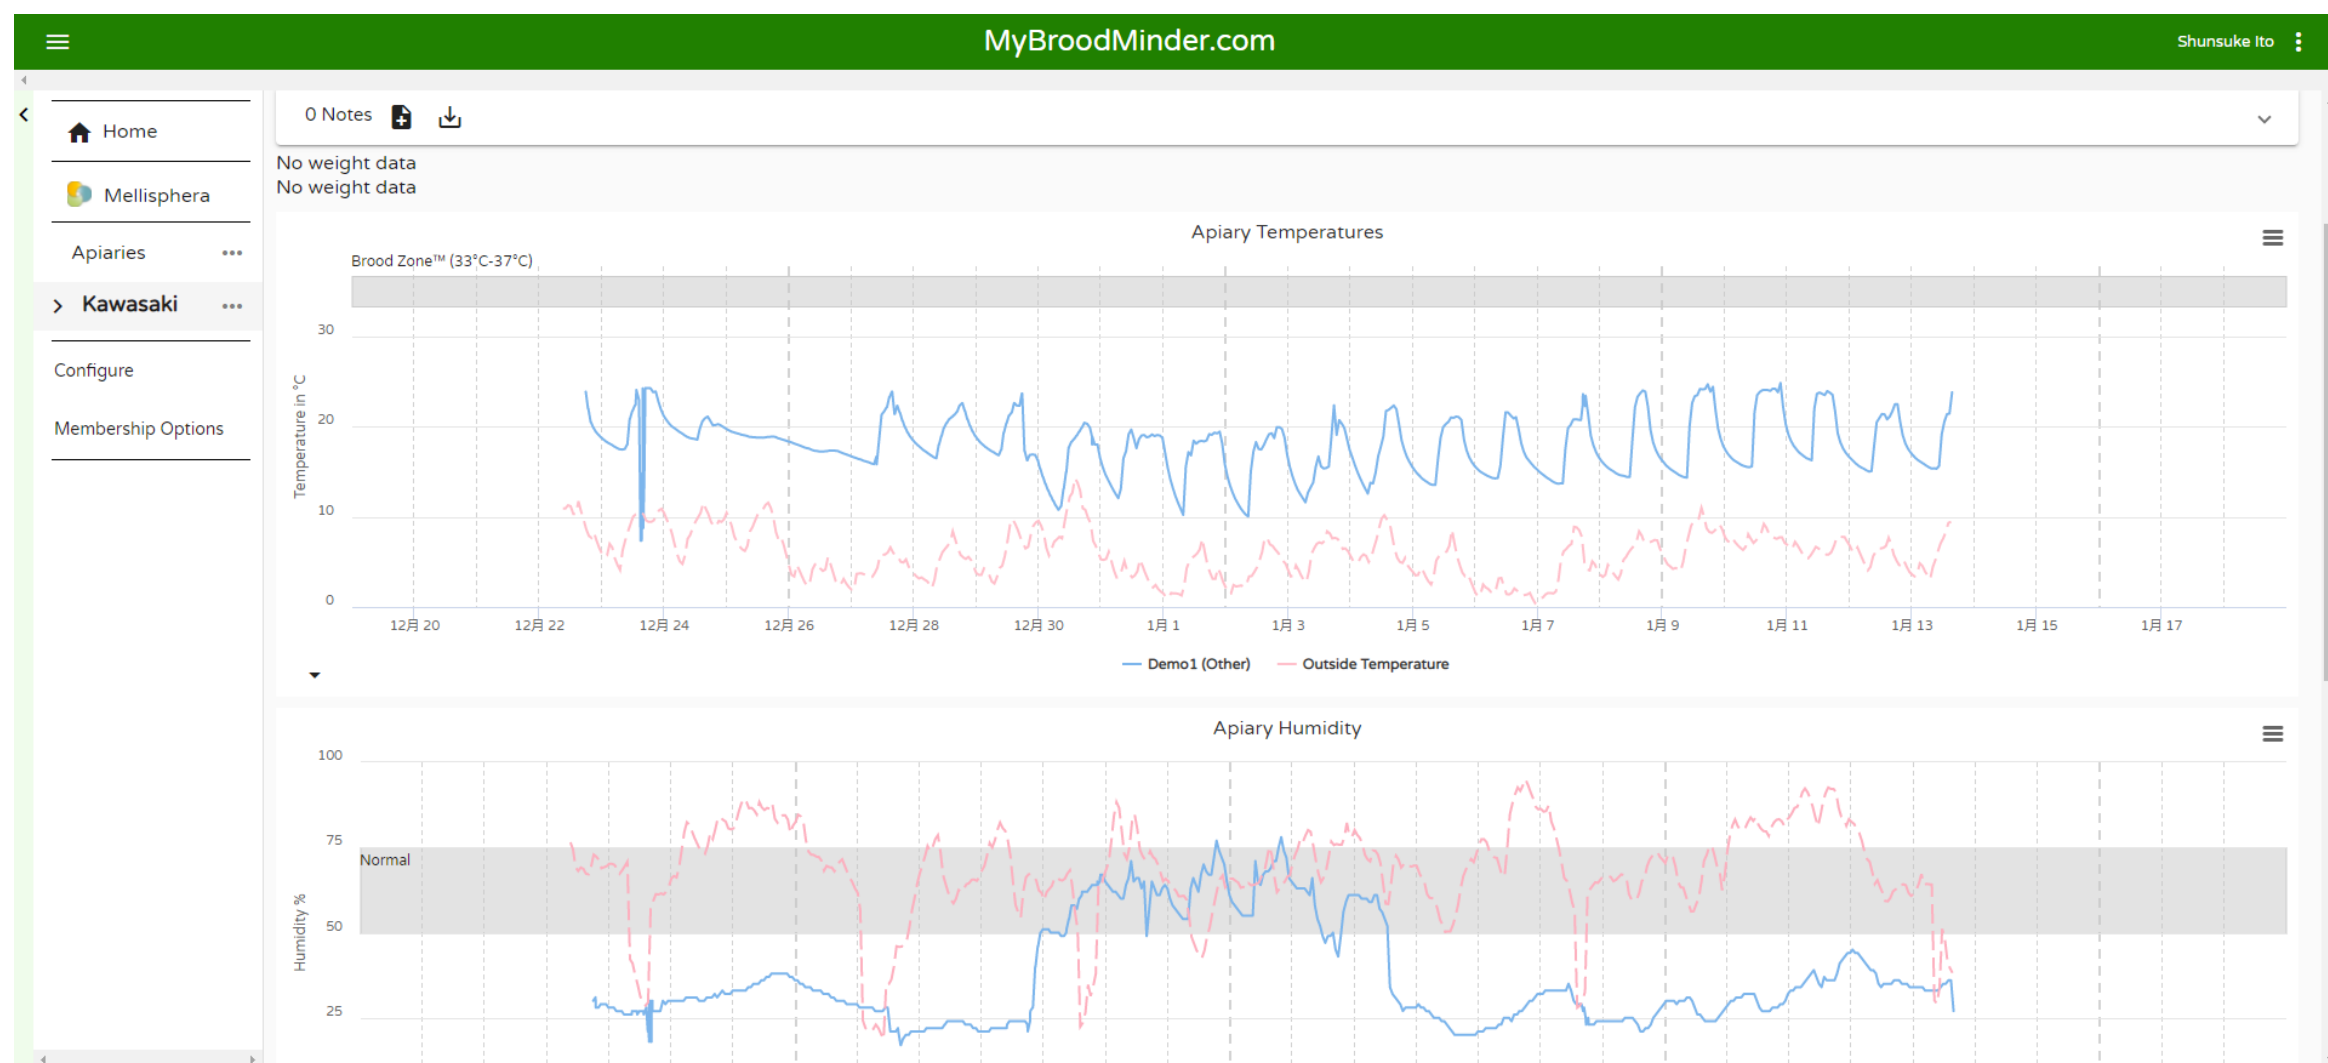 MyBroodMinder.com
Shunsuke Ito
Home
Mellisphera
Apiaries
Kawasaki
Configure
Membership Options
0 Notes
No weight data
No weight data
Apiary Temperatures
Brood Zone™ (33°C-37°C)
Temperature in °C
30
20
10
0
12月 20 12月 22 12月 24 12月 26 12月 28 12月 30 1月 1 1月 3 1月 5 1月 7 1月 9 1月 11 1月 13 1月 15 1月 17
Demo1 (Other) Outside Temperature
Apiary Humidity
Humidity %
100
75
Normal
50
25